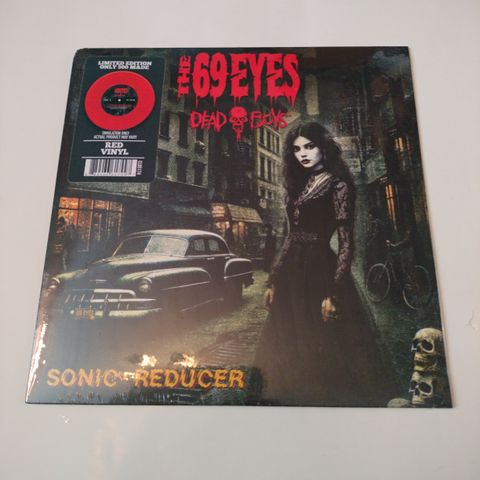 LIMITED EDITION
ONLY 500 MADE
SIMULATION ONLY
ACTUAL PRODUCT MAY VARY
RED
VINYL
THE 69 EYES
DEAD BOYS
SONIC REDUCER